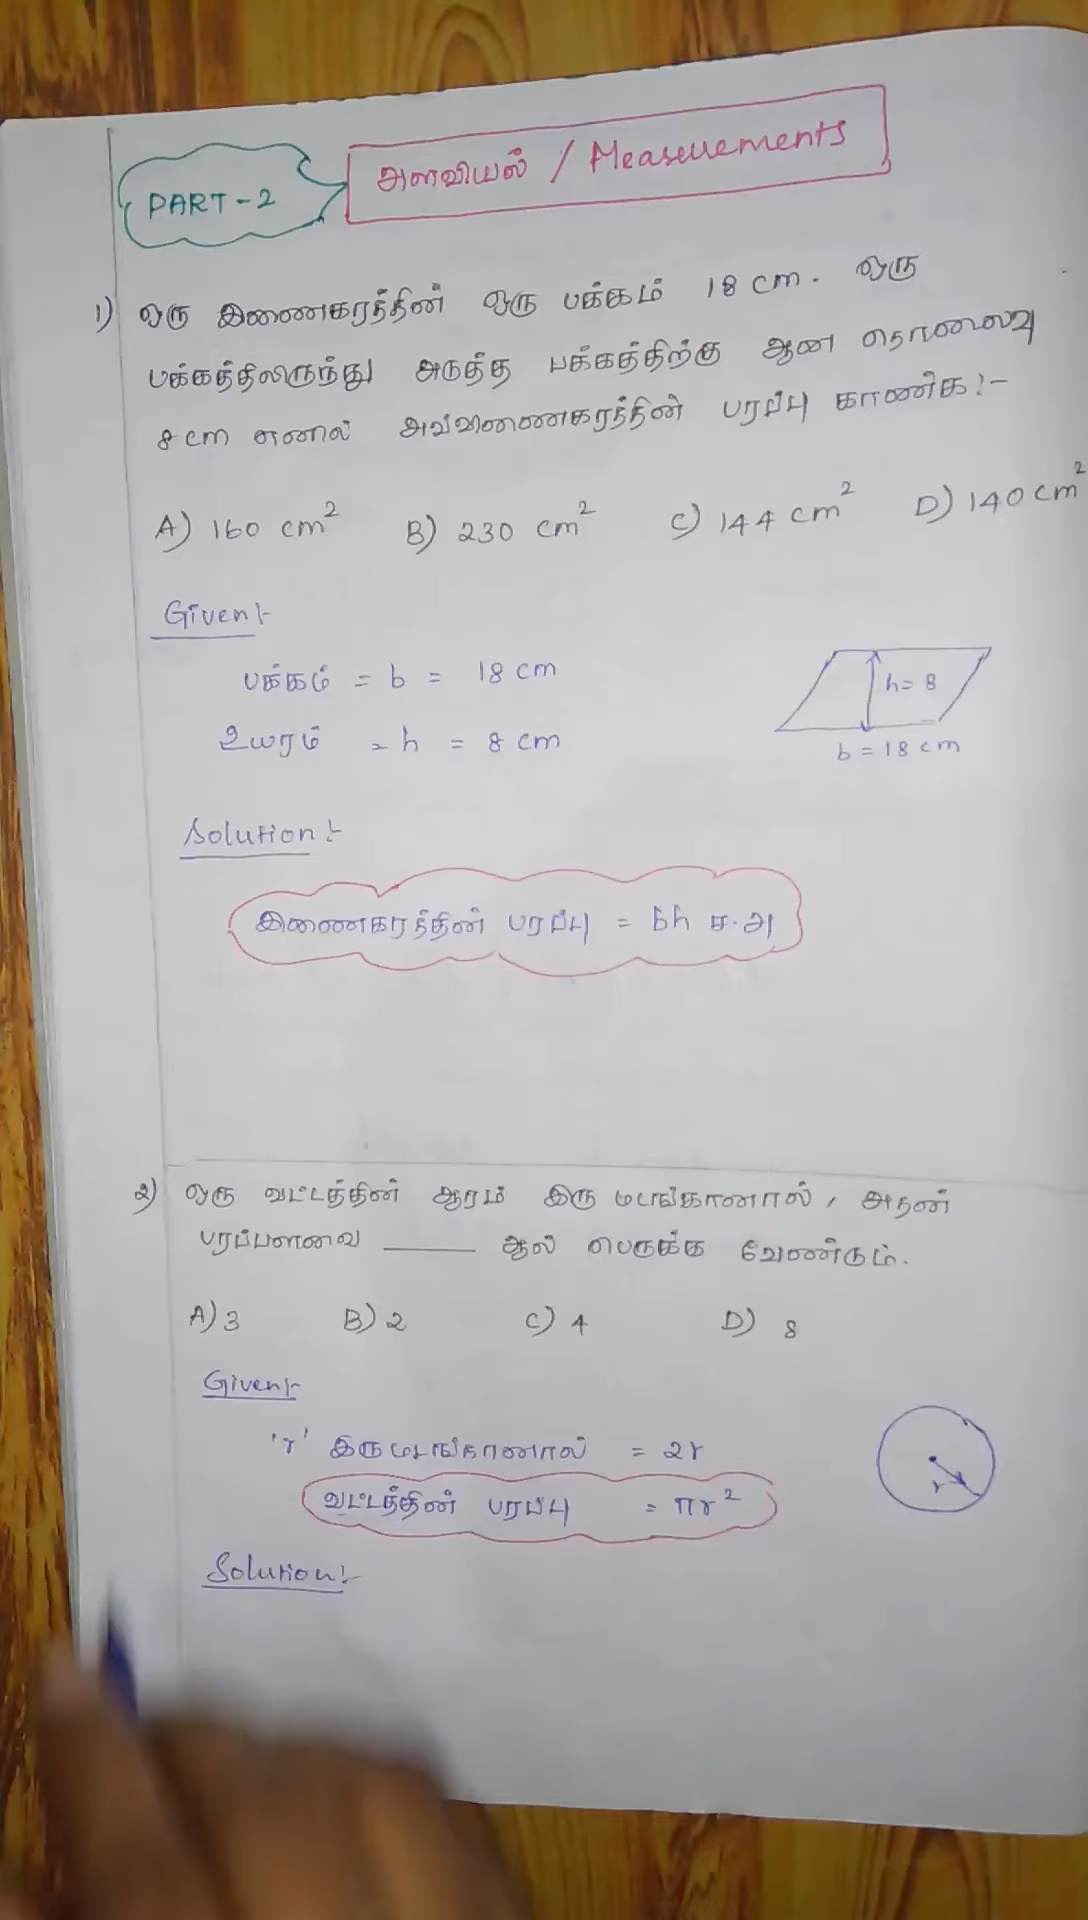 PART-2
அளவியல் / Measurements
1) ஒரு இணைகரத்தின் ஒரு பக்கம் 18 cm. ஒரு
பக்கத்திலிருந்து அடுத்த பக்கத்திற்கு ஆன தொலைவு
8 cm எனில் அவ்விணைகரத்தின் பரப்பு காண்க:-
A) 160 cm² B) 230 cm² C) 144 cm² D) 140 cm²
Given:-
பக்கம் = b = 18 cm
உயரம் = h = 8 cm
h= 8
b = 18 cm
Solution:-
இணைகரத்தின் பரப்பு = bh ச.அ
2) ஒரு வட்டத்தின் ஆரம் இரு மடங்கானால், அதன்
பரப்பளவை ______ ஆல் பெருக்க வேண்டும்.
A) 3 B) 2 C) 4 D) 8
Given:-
'r' இருமடங்கானால் = 2r
வட்டத்தின் பரப்பு = πr²
r
Solution:-